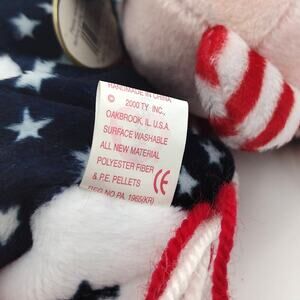 HANDMADE IN CHINA
© 2000 TY INC.,
OAKBROOK, IL. U.S.A.
SURFACE WASHABLE
ALL NEW MATERIAL
POLYESTER FIBER
& P.E. PELLETS CE
REG. NO PA. 1965(KR)